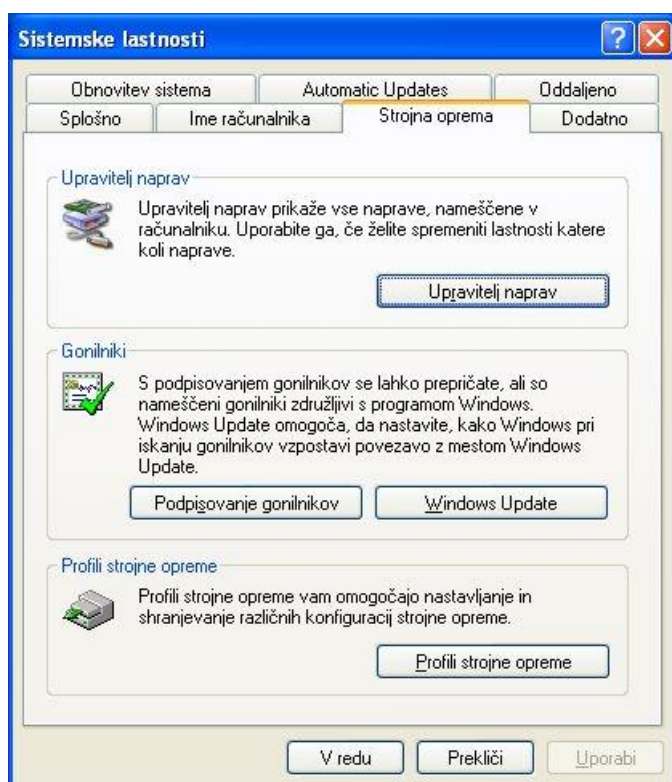 Sistemske lastnosti
Obnovitev sistema Automatic Updates Oddaljeno
Splošno Ime računalnika Strojna oprema Dodatno
Upravitelj naprav
Upravitelj naprav prikaže vse naprave, nameščene v
računalniku. Uporabite ga, če želite spremeniti lastnosti katere
koli naprave.
Upravitelj naprav
Gonilniki
S podpisovanjem gonilnikov se lahko prepričate, ali so
nameščeni gonilniki združljivi s programom Windows.
Windows Update omogoča, da nastavite, kako Windows pri
iskanju gonilnikov vzpostavi povezavo z mestom Windows
Update.
Podpisovanje gonilnikov Windows Update
Profili strojne opreme
Profili strojne opreme vam omogočajo nastavljanje in
shranjevanje različnih konfiguracij strojne opreme.
Profili strojne opreme
V redu Prekliči Uporabi